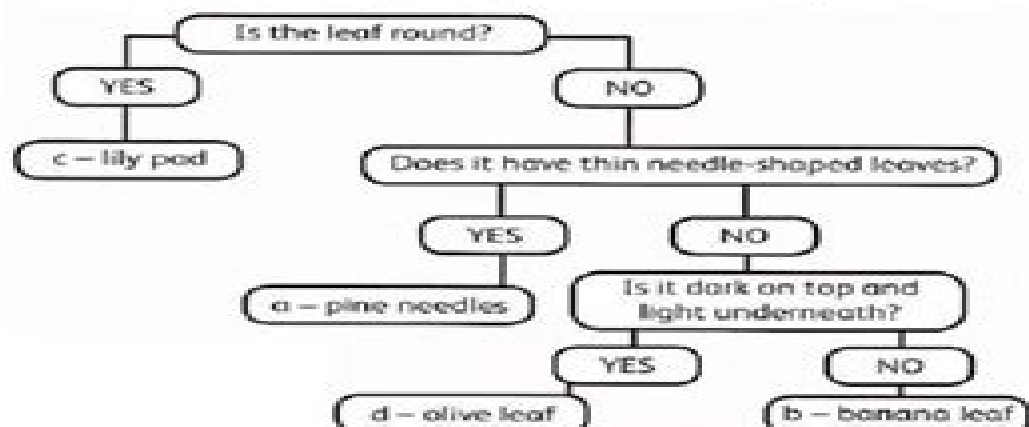 Is the leaf round?
YES
NO
c – lily pad
Does it have thin needle-shaped leaves?
YES
NO
a – pine needles
Is it dark on top and
light underneath?
YES
NO
d – olive leaf
b – banana leaf